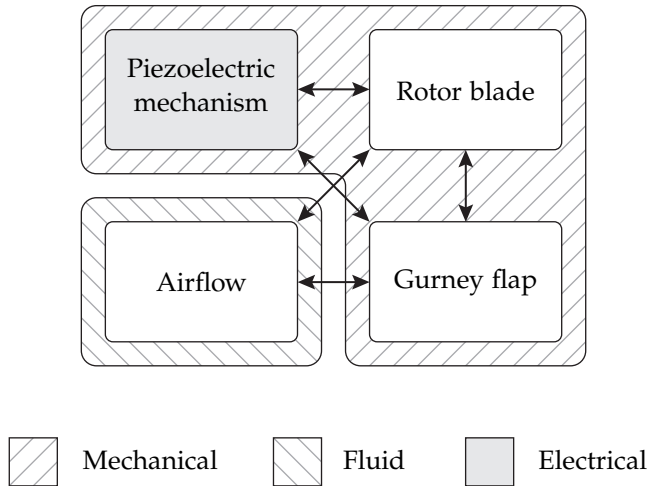 Piezoelectric
mechanism
Rotor blade
Airflow
Gurney flap
Mechanical
Fluid
Electrical